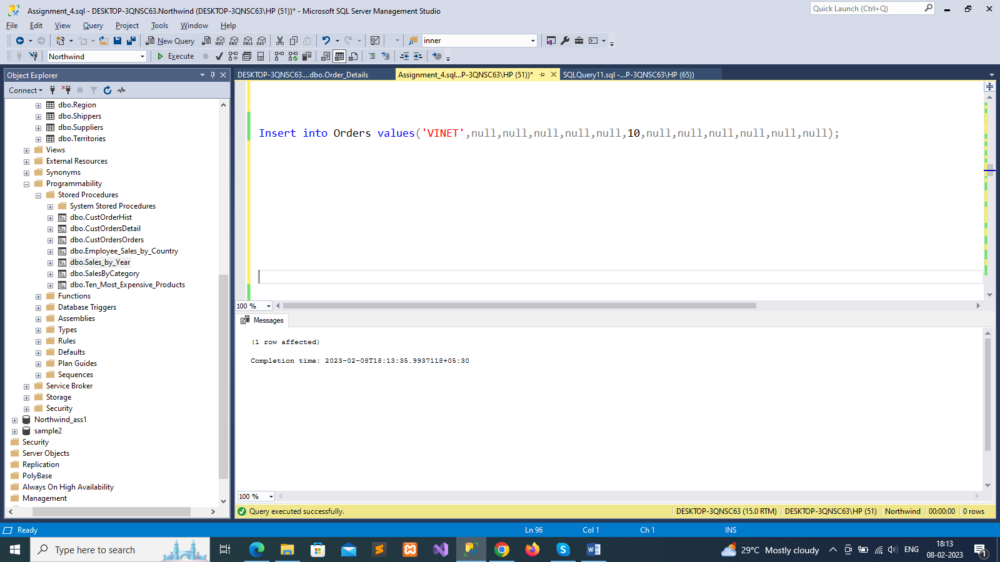 Assignment_4.sql - DESKTOP-3QNSC63.Northwind (DESKTOP-3QNSC63\HP (51))* - Microsoft SQL Server Management Studio
Quick Launch (Ctrl+Q)
File Edit View Query Project Tools Window Help
New Query MDX DMX XMLA DAX inner
Northwind Execute
Object Explorer
DESKTOP-3QNSC63....dbo.Order_Details
Assignment_4.sql...P-3QNSC63\HP (51))*
SQLQuery11.sql -...P-3QNSC63\HP (65))
Connect
dbo.Region
dbo.Shippers
dbo.Suppliers
dbo.Territories
Views
External Resources
Synonyms
Programmability
Stored Procedures
System Stored Procedures
dbo.CustOrderHist
dbo.CustOrdersDetail
dbo.CustOrdersOrders
dbo.Employee_Sales_by_Country
dbo.Sales_by_Year
dbo.SalesByCategory
dbo.Ten_Most_Expensive_Products
Functions
Database Triggers
Assemblies
Types
Rules
Defaults
Plan Guides
Sequences
Service Broker
Storage
Security
Northwind_ass1
sample2
Security
Server Objects
Replication
PolyBase
Always On High Availability
Management
Insert into Orders values('VINET',null,null,null,null,null,10,null,null,null,null,null,null);
100 %
Messages
(1 row affected)
Completion time: 2023-02-08T18:13:35.9937118+05:30
100 %
Query executed successfully.
DESKTOP-3QNSC63 (15.0 RTM) DESKTOP-3QNSC63\HP (51) Northwind 00:00:00 0 rows
Ready Ln 96 Col 1 Ch 1 INS
Type here to search
29°C Mostly cloudy
ENG
18:13
08-02-2023
1